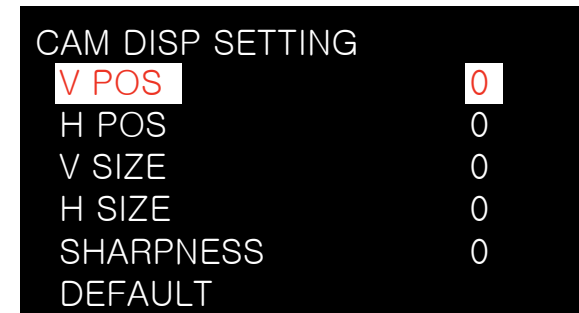 CAM DISP SETTING
V POS 0
H POS 0
V SIZE 0
H SIZE 0
SHARPNESS 0
DEFAULT